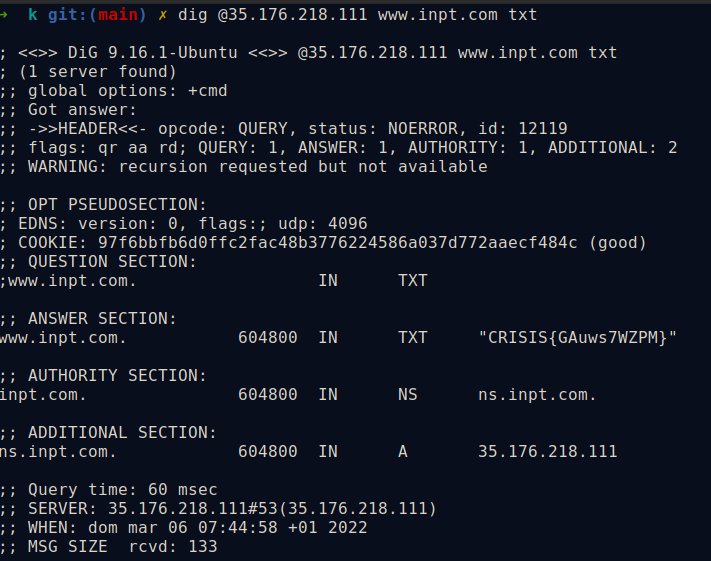 → k git:(main) ✗ dig @35.176.218.111 www.inpt.com txt
; <<>> DiG 9.16.1-Ubuntu <<>> @35.176.218.111 www.inpt.com txt
; (1 server found)
;; global options: +cmd
;; Got answer:
;; ->>HEADER<<- opcode: QUERY, status: NOERROR, id: 12119
;; flags: qr aa rd; QUERY: 1, ANSWER: 1, AUTHORITY: 1, ADDITIONAL: 2
;; WARNING: recursion requested but not available
;; OPT PSEUDOSECTION:
; EDNS: version: 0, flags:; udp: 4096
; COOKIE: 97f6bbfb6d0ffc2fac48b3776224586a037d772aaecf484c (good)
;; QUESTION SECTION:
;www.inpt.com. IN TXT
;; ANSWER SECTION:
www.inpt.com. 604800 IN TXT "CRISIS{GAuws7WZPM}"
;; AUTHORITY SECTION:
inpt.com. 604800 IN NS ns.inpt.com.
;; ADDITIONAL SECTION:
ns.inpt.com. 604800 IN A 35.176.218.111
;; Query time: 60 msec
;; SERVER: 35.176.218.111#53(35.176.218.111)
;; WHEN: dom mar 06 07:44:58 +01 2022
;; MSG SIZE rcvd: 133